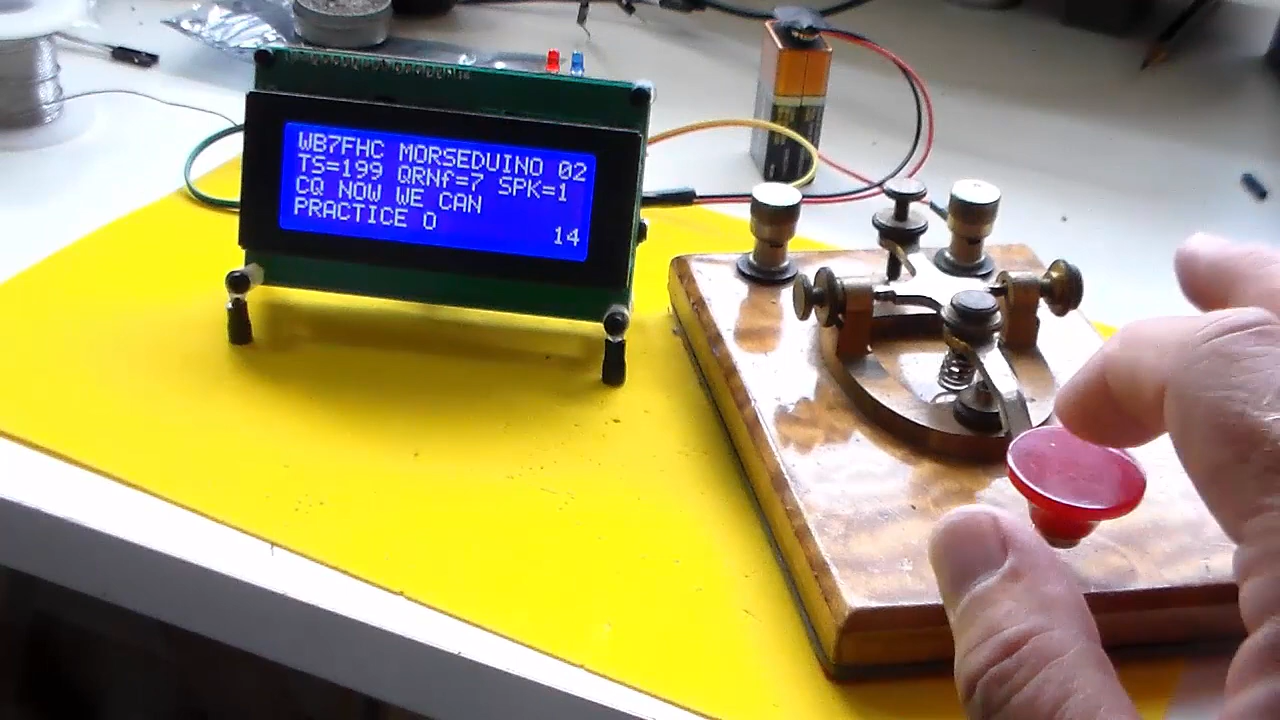 WB7FHC MORSEDUINO 02
TS=199 QRNf=7 SPK=1
CQ NOW WE CAN
PRACTICE O
14